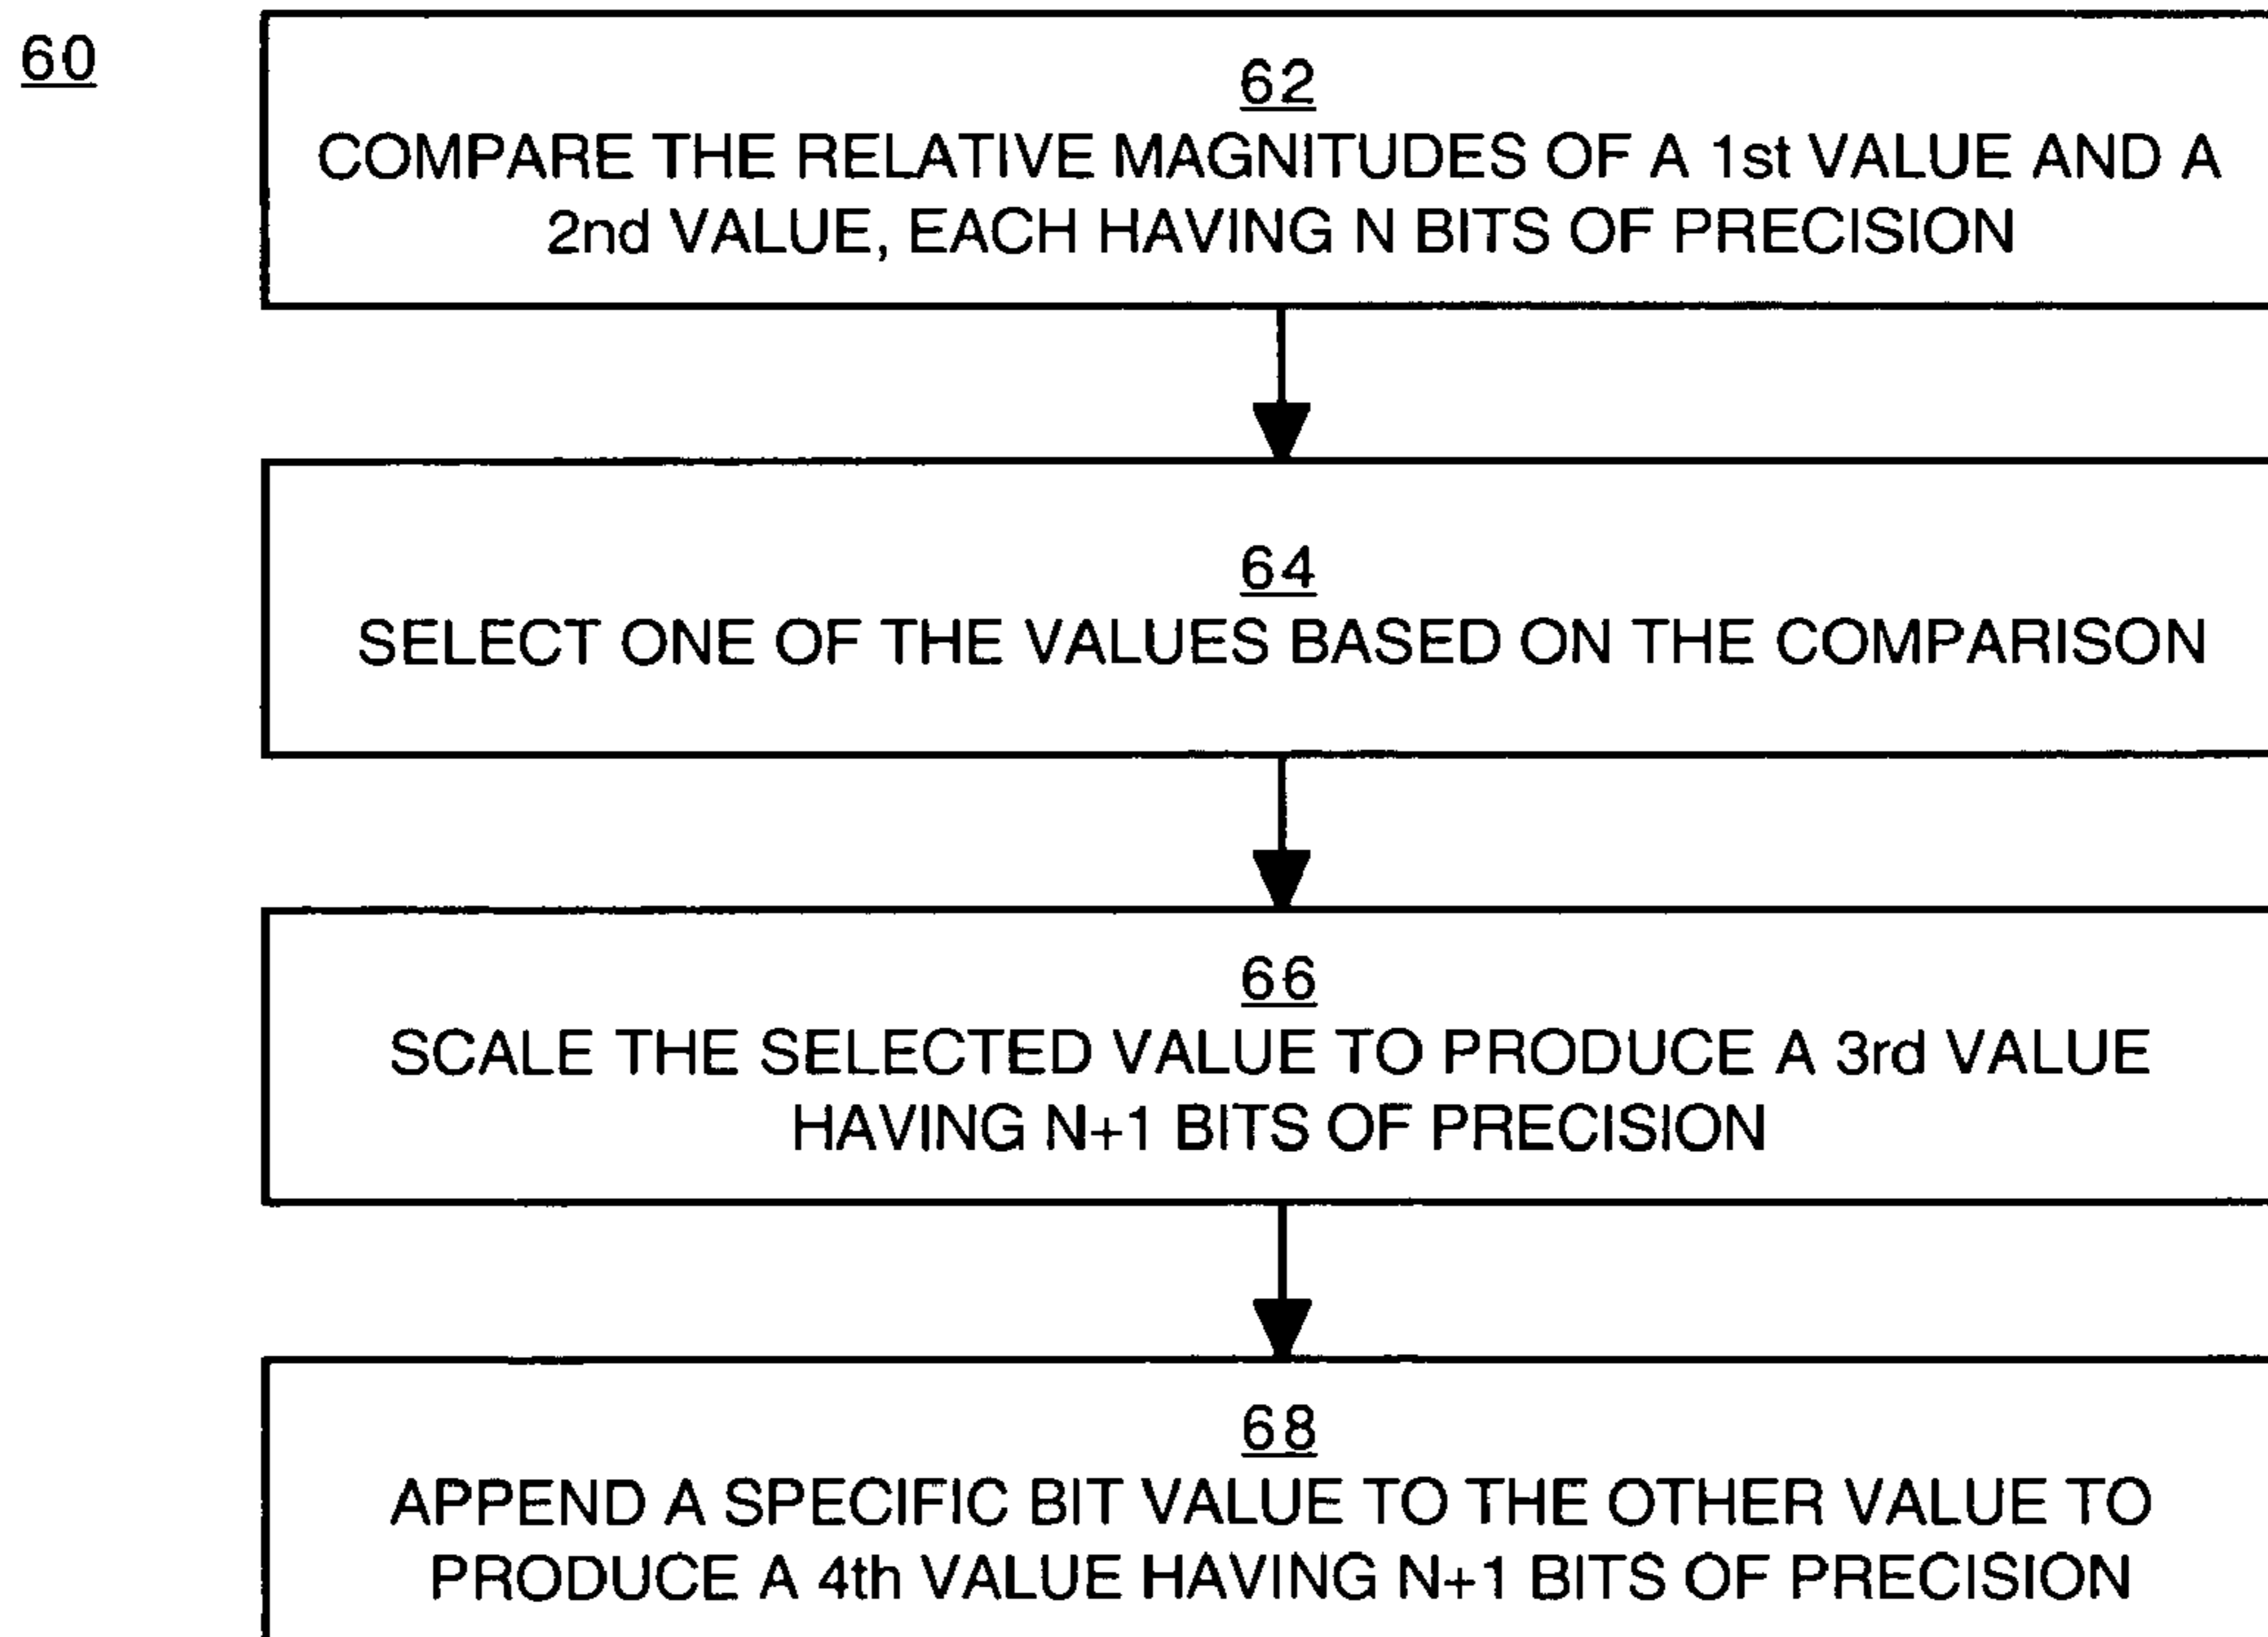 60
62
COMPARE THE RELATIVE MAGNITUDES OF A 1st VALUE AND A
2nd VALUE, EACH HAVING N BITS OF PRECISION
64
SELECT ONE OF THE VALUES BASED ON THE COMPARISON
66
SCALE THE SELECTED VALUE TO PRODUCE A 3rd VALUE
HAVING N+1 BITS OF PRECISION
68
APPEND A SPECIFIC BIT VALUE TO THE OTHER VALUE TO
PRODUCE A 4th VALUE HAVING N+1 BITS OF PRECISION